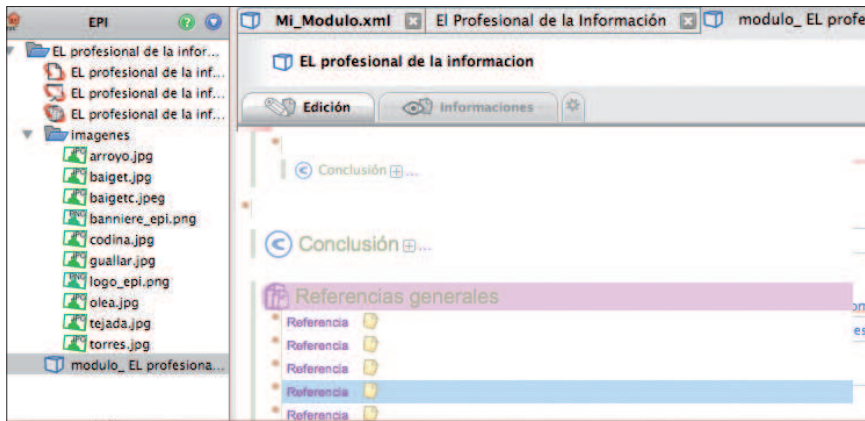 EPI
EL profesional de la infor...
EL profesional de la inf...
EL profesional de la inf...
EL profesional de la inf...
imagenes
arroyo.jpg
baiget.jpg
baigetc.jpeg
banniere_epi.png
codina.jpg
guallar.jpg
logo_epi.png
olea.jpg
tejada.jpg
torres.jpg
modulo_ EL profesiona...
Mi_Modulo.xml El Profesional de la Información modulo_ EL profe
EL profesional de la informacion
Edición Informaciones
Conclusión ...
Conclusión ...
Referencias generales
Referencia
Referencia
Referencia
Referencia
Referencia